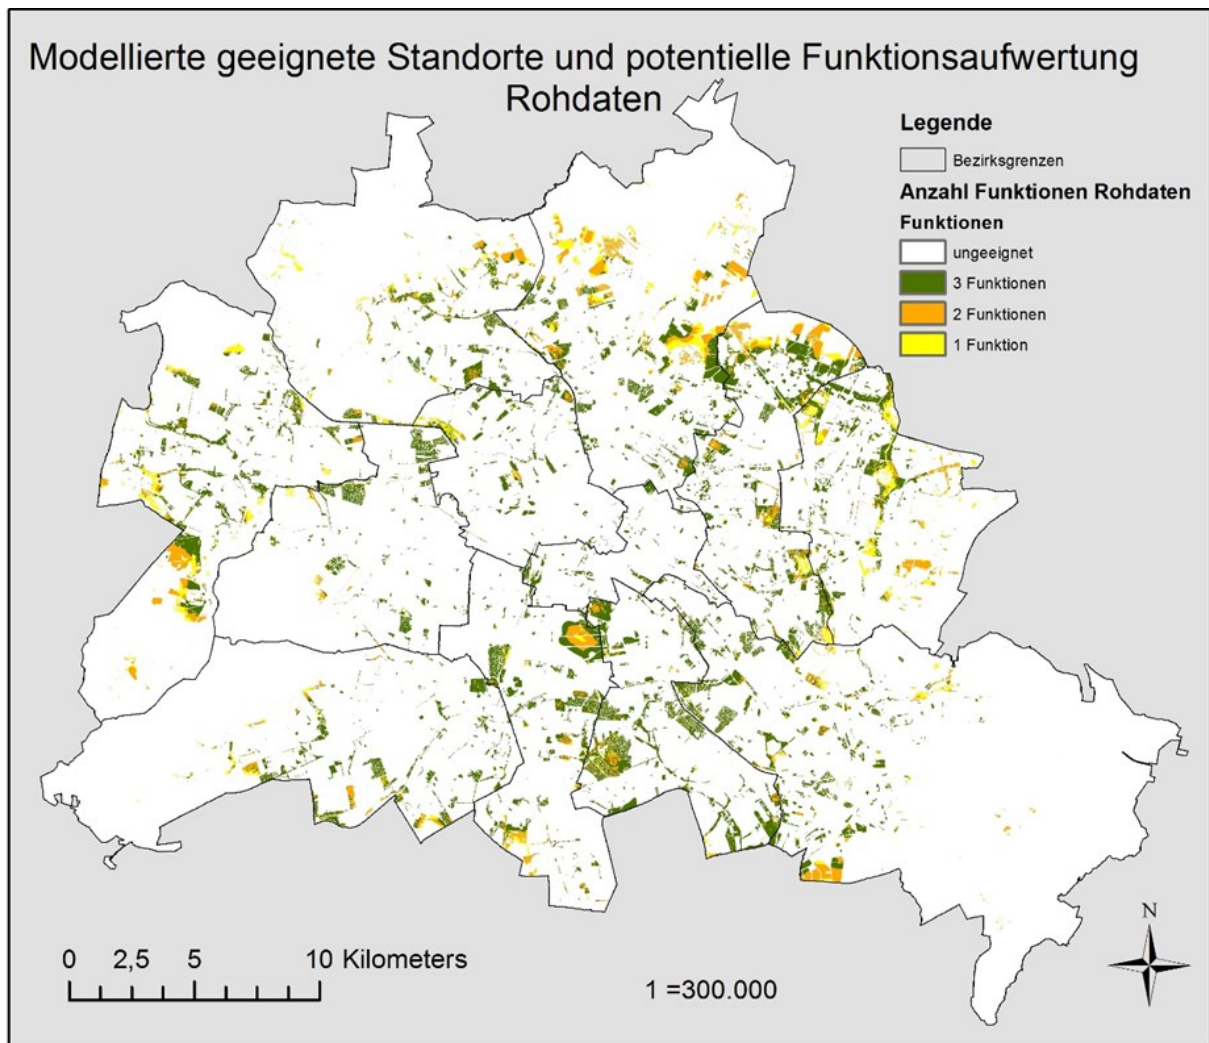 Modellierte geeignete Standorte und potentielle Funktionsaufwertung
Rohdaten
Legende
Bezirksgrenzen
Anzahl Funktionen Rohdaten
Funktionen
ungeeignet
3 Funktionen
2 Funktionen
1 Funktion
N
0 2,5 5 10 Kilometers
1 =300.000